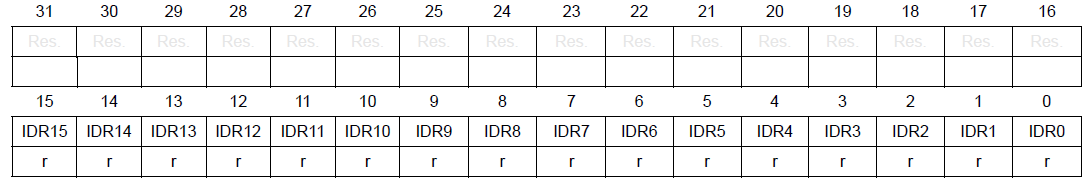 31 30 29 28 27 26 25 24 23 22 21 20 19 18 17 16
Res. Res. Res. Res. Res. Res. Res. Res. Res. Res. Res. Res. Res. Res. Res. Res.
15 14 13 12 11 10 9 8 7 6 5 4 3 2 1 0
IDR15 IDR14 IDR13 IDR12 IDR11 IDR10 IDR9 IDR8 IDR7 IDR6 IDR5 IDR4 IDR3 IDR2 IDR1 IDR0
r r r r r r r r r r r r r r r r